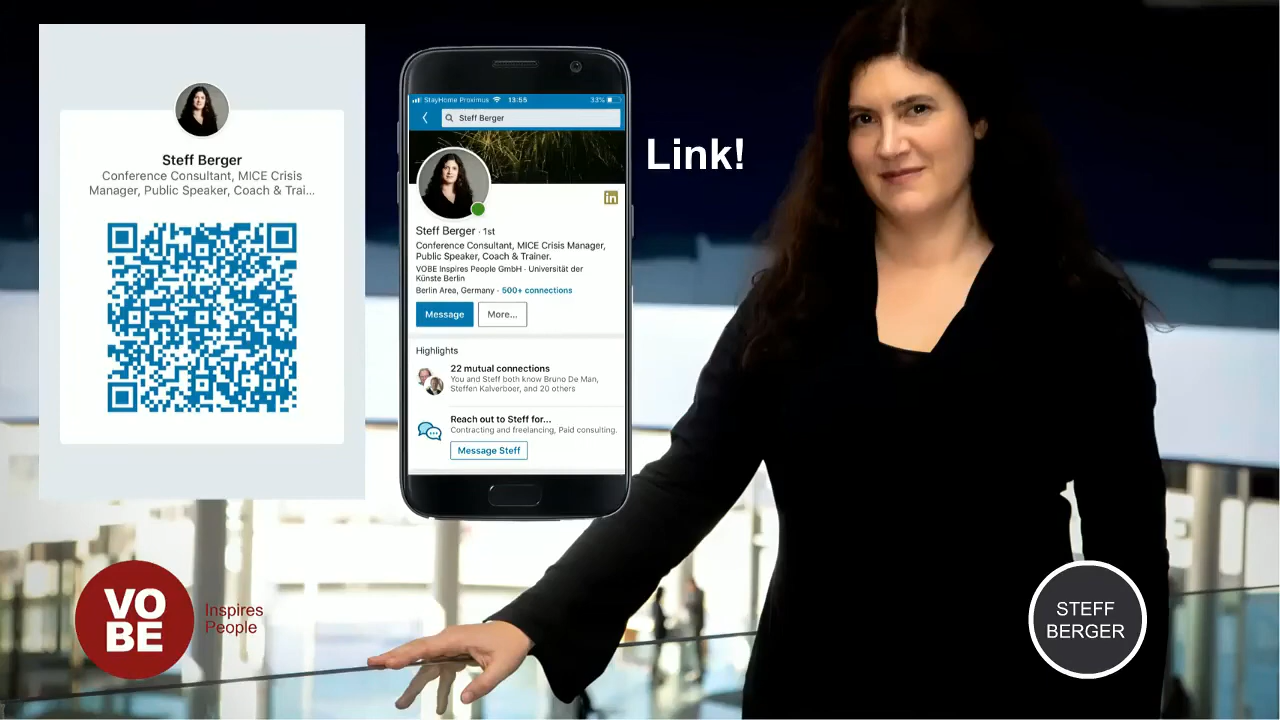 Steff Berger
Conference Consultant, MICE Crisis
Manager, Public Speaker, Coach & Trai...
StayHome Proximus 13:55 33%
Steff Berger
Steff Berger · 1st
Conference Consultant, MICE Crisis Manager,
Public Speaker, Coach & Trainer.
VOBE Inspires People GmbH · Universität der
Künste Berlin
Berlin Area, Germany · 500+ connections
Message More...
Highlights
22 mutual connections
You and Steff both know Bruno De Man,
Steffen Kalverboer, and 20 others
Reach out to Steff for...
Contracting and freelancing, Paid consulting.
Message Steff
in
Link!
VO
BE
Inspires
People
STEFF
BERGER